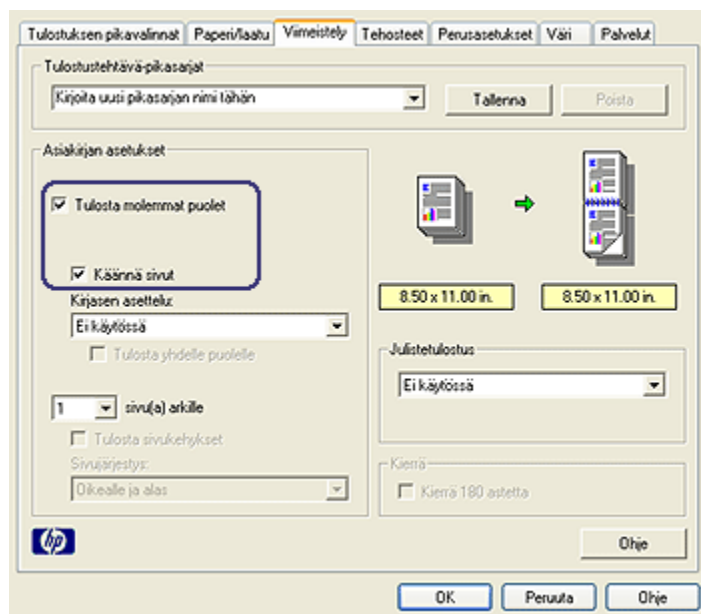 Tulostuksen pikavalinnat Paperi/laatu Viimeistely Tehosteet Perusasetukset Väri Palvelut
Tulostustehtävä-pikasarjat
Kirjoita uusi pikasarjan nimi tähän Tallenna Poista
Asiakirjan asetukset
Tulosta molemmat puolet
Käännä sivut
Kirjasen asettelu:
Ei käytössä
Tulosta yhdelle puolelle
1 sivu(a) arkille
Tulosta sivukehykset
Sivujärjestys:
Oikealle ja alas
8.50 x 11.00 in. 8.50 x 11.00 in.
Julistetulostus
Ei käytössä
Kierrä
Kierrä 180 astetta
hp
Ohje
OK Peruuta Ohje